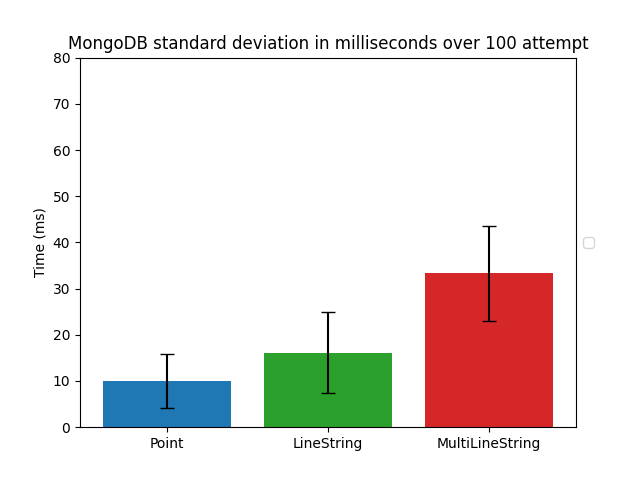 MongoDB standard deviation in milliseconds over 100 attempt
80
70
60
50
40
30
20
10
0
Time (ms)
Point
LineString
MultiLineString